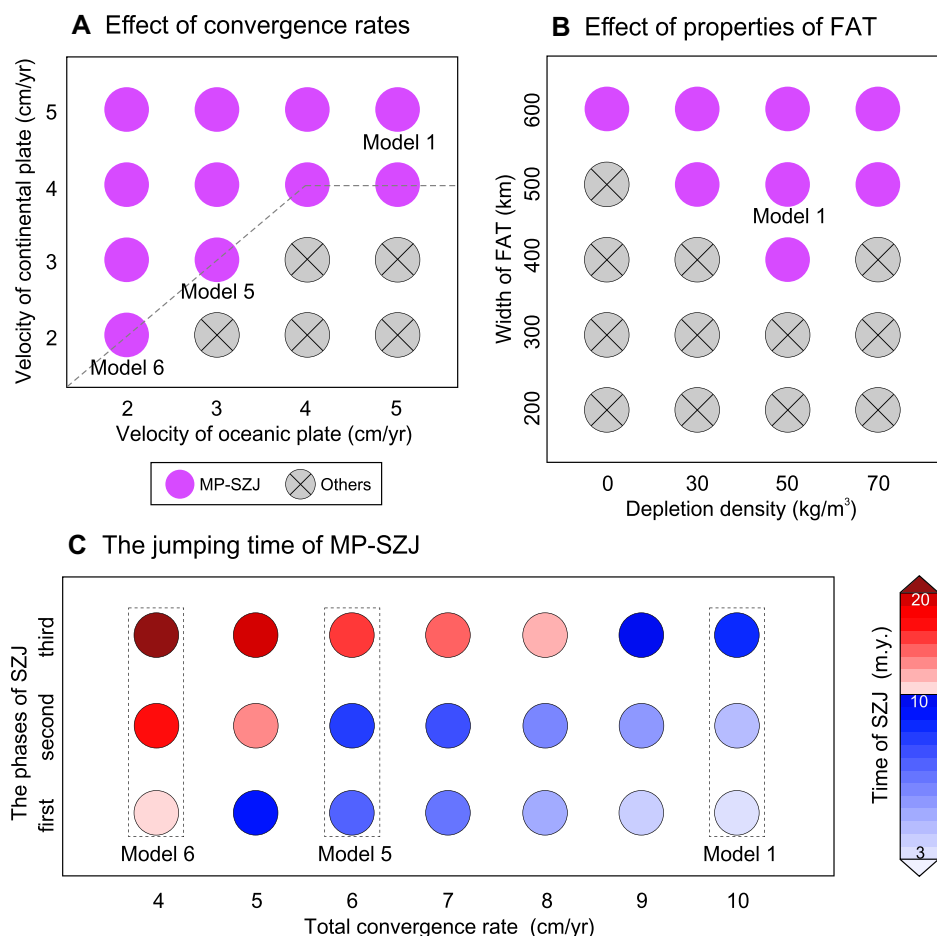 A Effect of convergence rates
Velocity of continental plate (cm/yr)
5
4
3
2
Model 1
Model 5
Model 6
2 3 4 5
Velocity of oceanic plate (cm/yr)
MP-SZJ Others
B Effect of properties of FAT
Width of FAT (km)
600
500
400
300
200
Model 1
0 30 50 70
Depletion density (kg/m³)
C The jumping time of MP-SZJ
The phases of SZJ
third
second
first
Model 6 Model 5 Model 1
4 5 6 7 8 9 10
Total convergence rate (cm/yr)
Time of SZJ (m.y.)
20
10
3